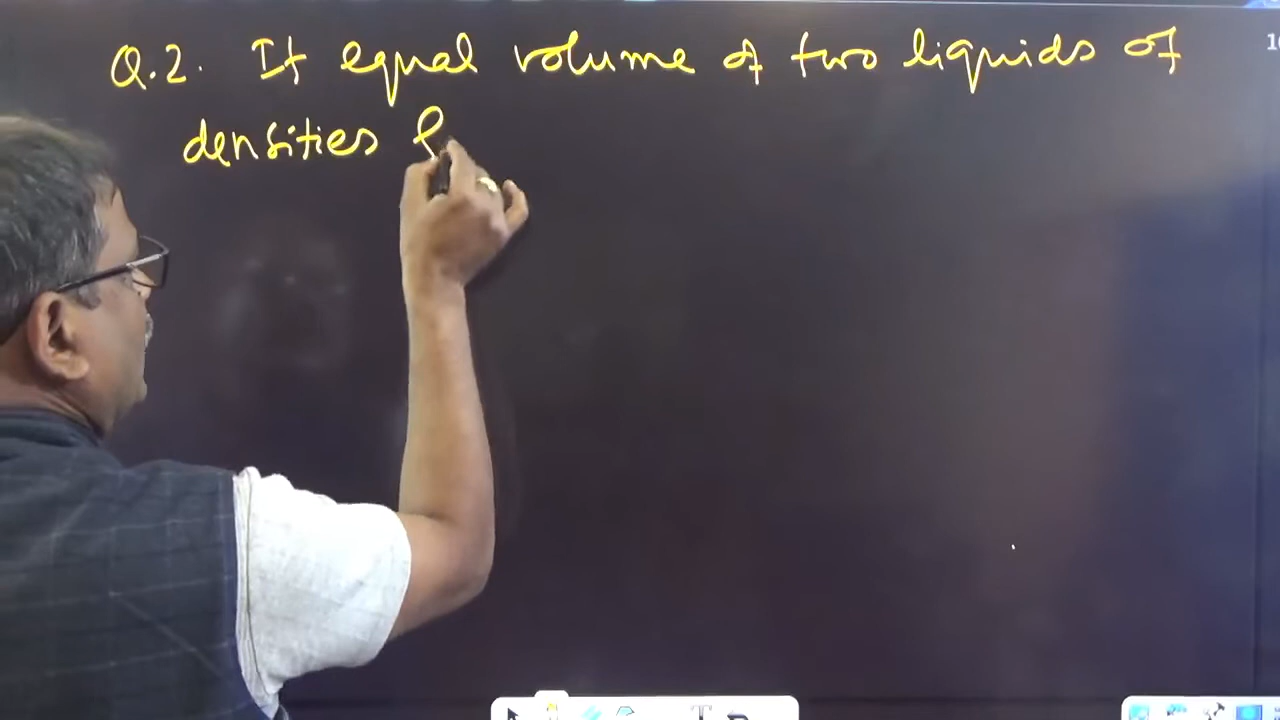 Q.2. If equal volume of two liquids of
densities ρ